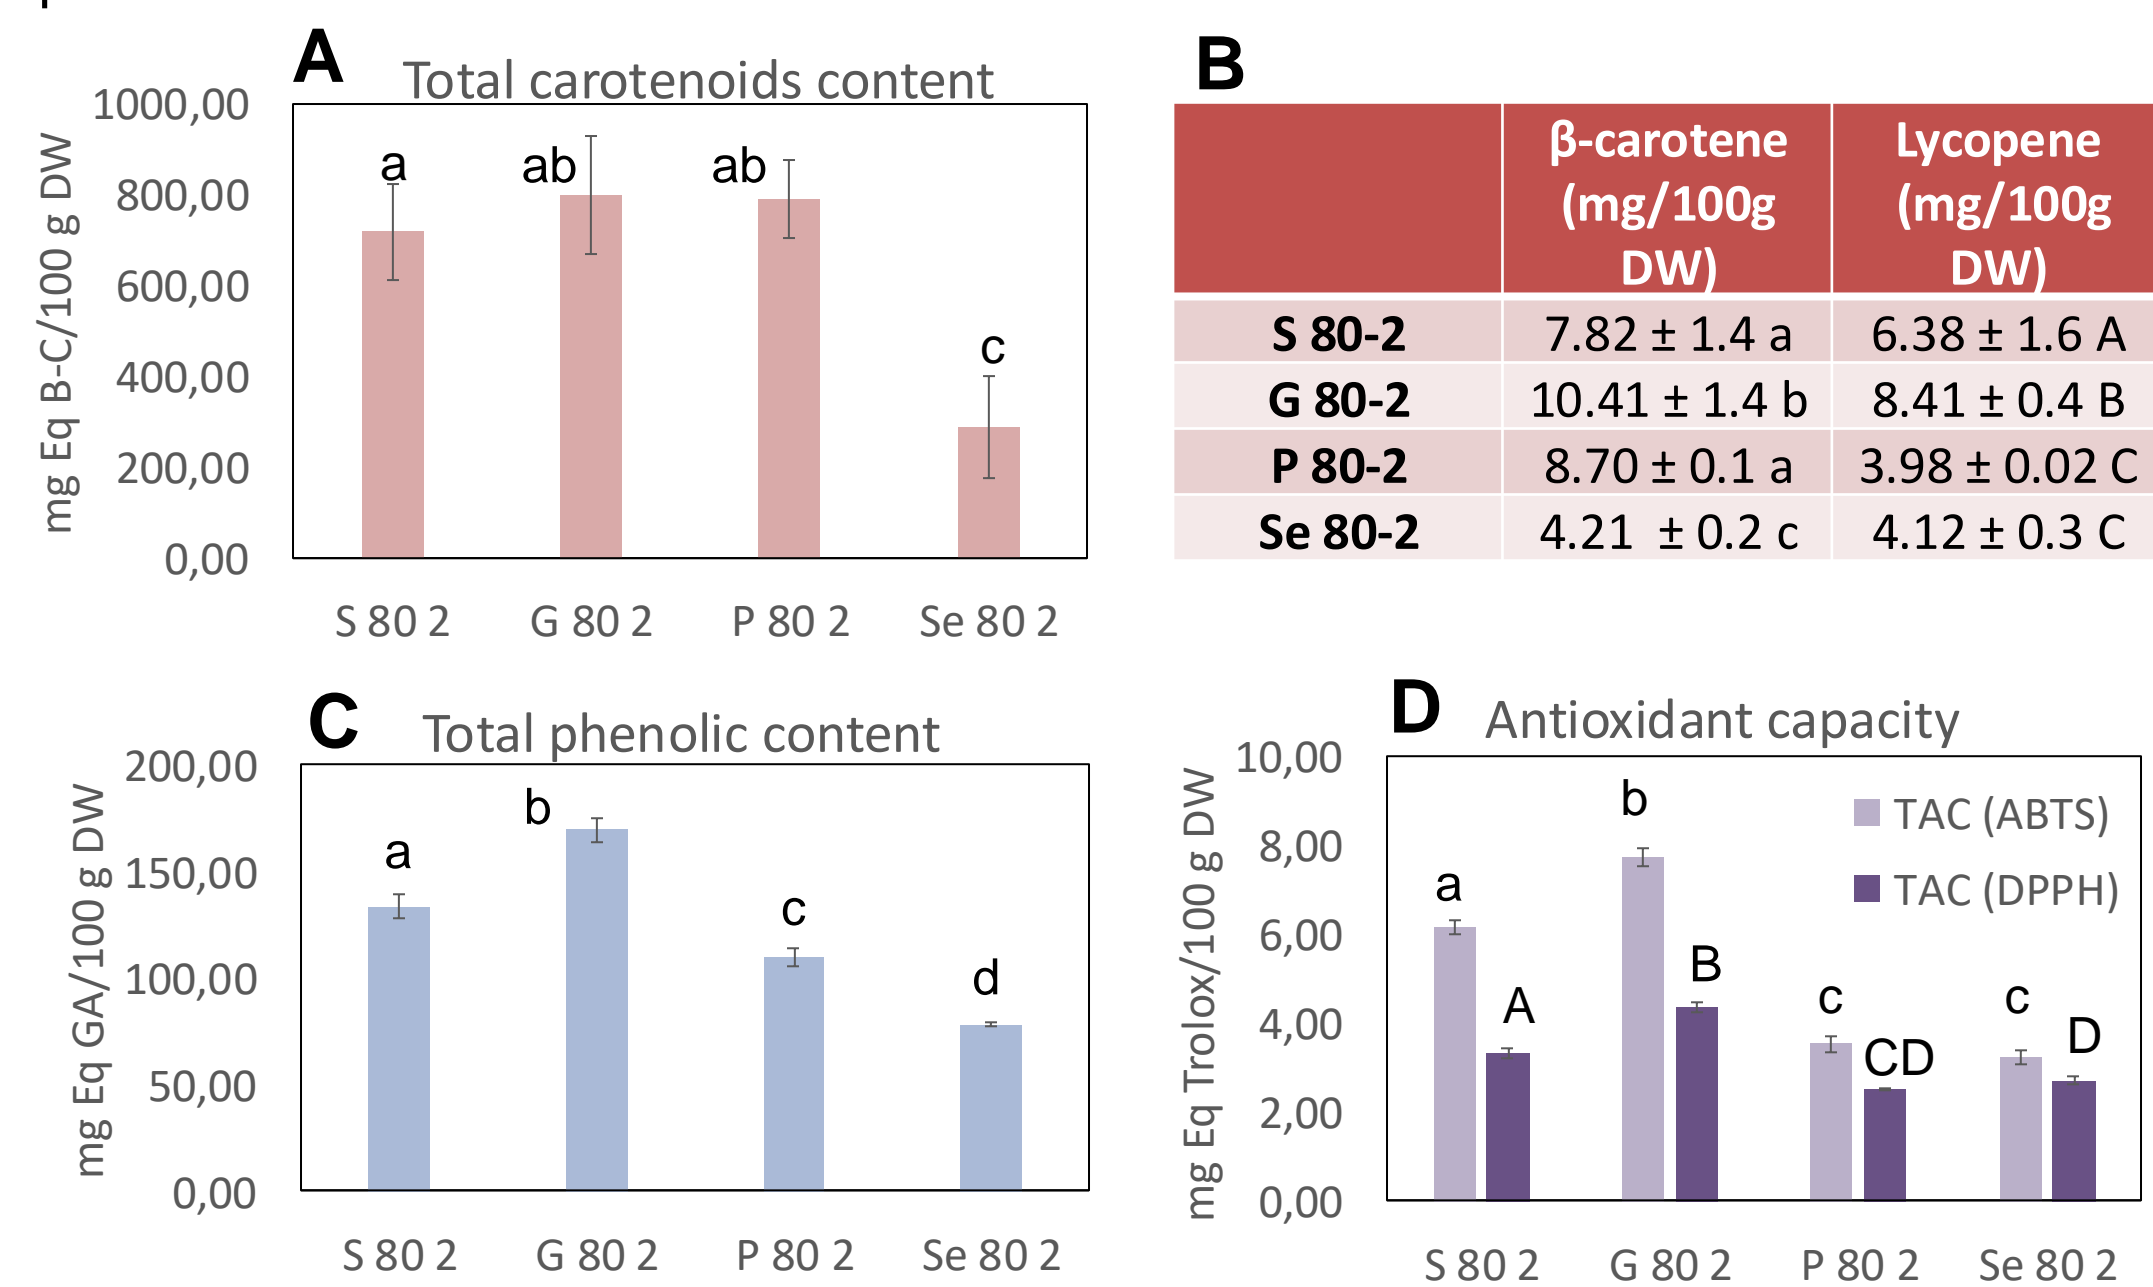 A
Total carotenoids content
mg Eq B-C/100 g DW
1000,00
800,00
600,00
400,00
200,00
0,00
a
ab
ab
c
S 80 2
G 80 2
P 80 2
Se 80 2
B
β-carotene (mg/100g DW)
Lycopene (mg/100g DW)
S 80-2 7.82 ± 1.4 a 6.38 ± 1.6 A
G 80-2 10.41 ± 1.4 b 8.41 ± 0.4 B
P 80-2 8.70 ± 0.1 a 3.98 ± 0.02 C
Se 80-2 4.21 ± 0.2 c 4.12 ± 0.3 C
C
Total phenolic content
mg Eq GA/100 g DW
200,00
150,00
100,00
50,00
0,00
a
b
c
d
S 80 2
G 80 2
P 80 2
Se 80 2
D
Antioxidant capacity
mg Eq Trolox/100 g DW
10,00
8,00
6,00
4,00
2,00
0,00
TAC (ABTS)
TAC (DPPH)
a
A
b
B
c
CD
c
D
S 80 2
G 80 2
P 80 2
Se 80 2